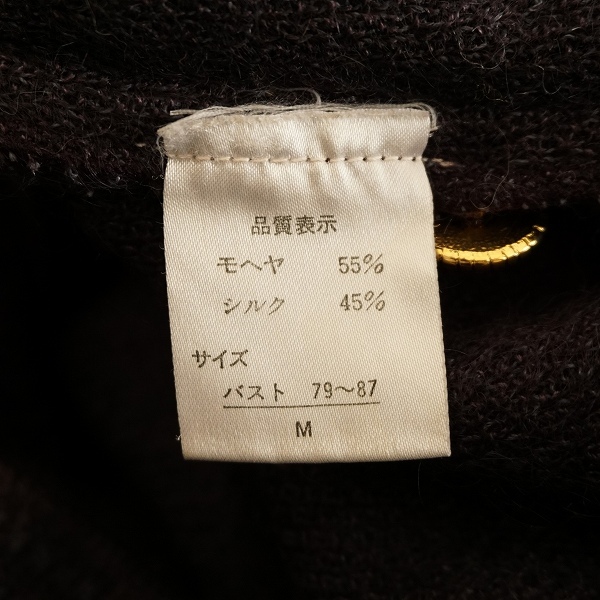 品質表示
モヘヤ 55%
シルク 45%
サイズ
バスト 79～87
M